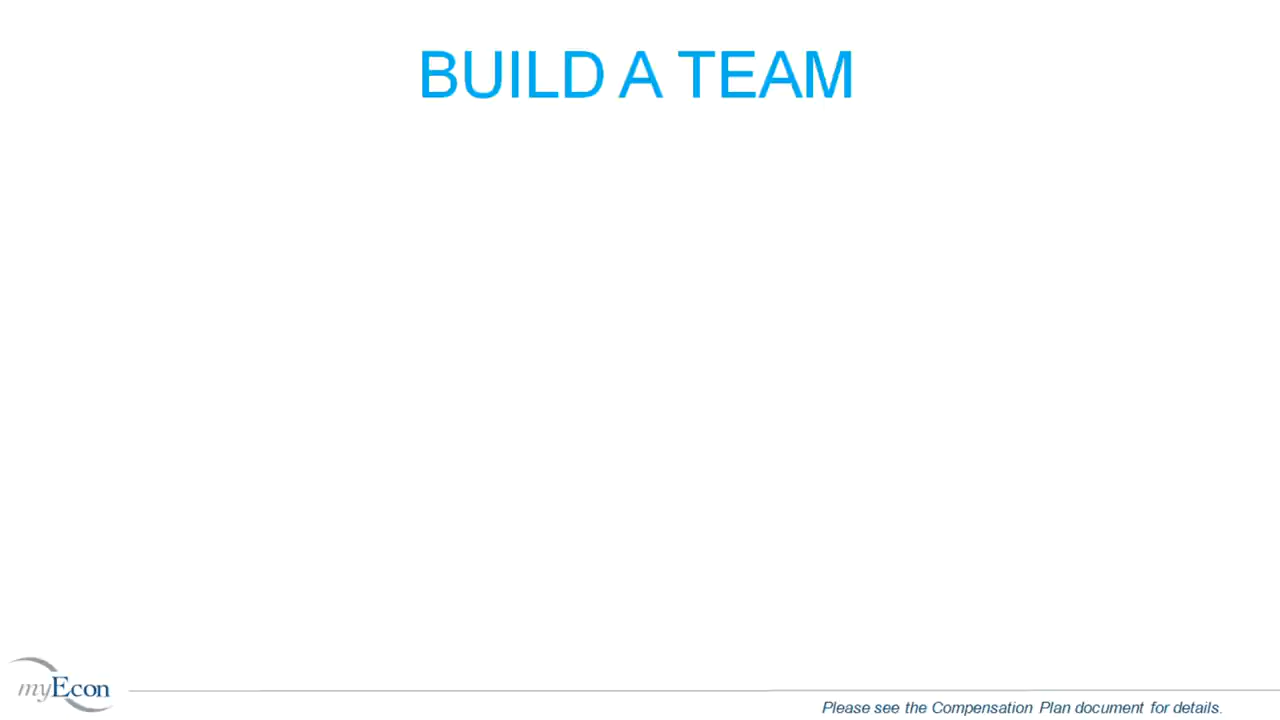 BUILD A TEAM
myEcon
Please see the Compensation Plan document for details.